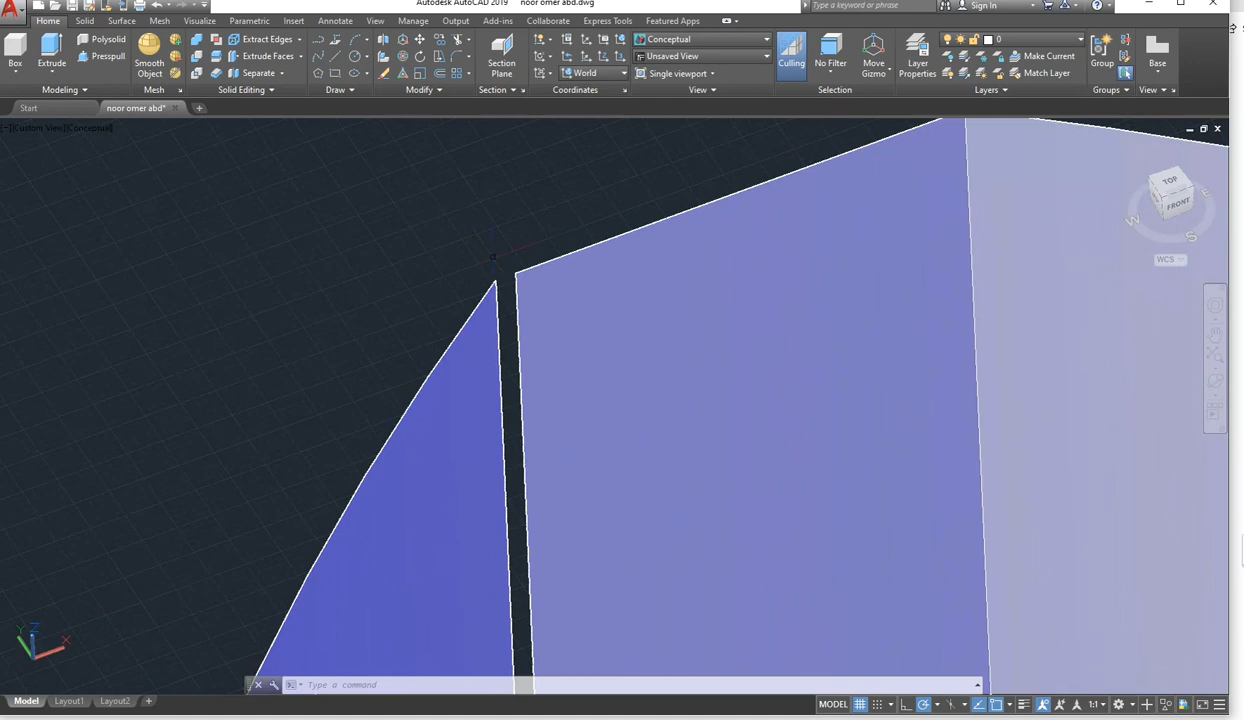 Autodesk AutoCAD 2019 noor omer abd.dwg
Type a keyword or phrase
Sign In
Home Solid Surface Mesh Visualize Parametric Insert Annotate View Manage Output Add-ins Collaborate Express Tools Featured Apps
Box
Extrude
Polysolid
Presspull
Smooth Object
Extract Edges
Extrude Faces
Separate
Section Plane
World
Conceptual
Unsaved View
Single viewport
Culling
No Filter
Move Gizmo
Layer Properties
0
Make Current
Match Layer
Group
Base
Modeling Mesh Solid Editing Draw Modify Section Coordinates View Selection Layers Groups View
Start
noor omer abd*
[−][Custom View][Conceptual]
TOP
FRONT
W
S
E
WCS
Y
Z
X
Type a command
Model Layout1 Layout2
MODEL
1:1